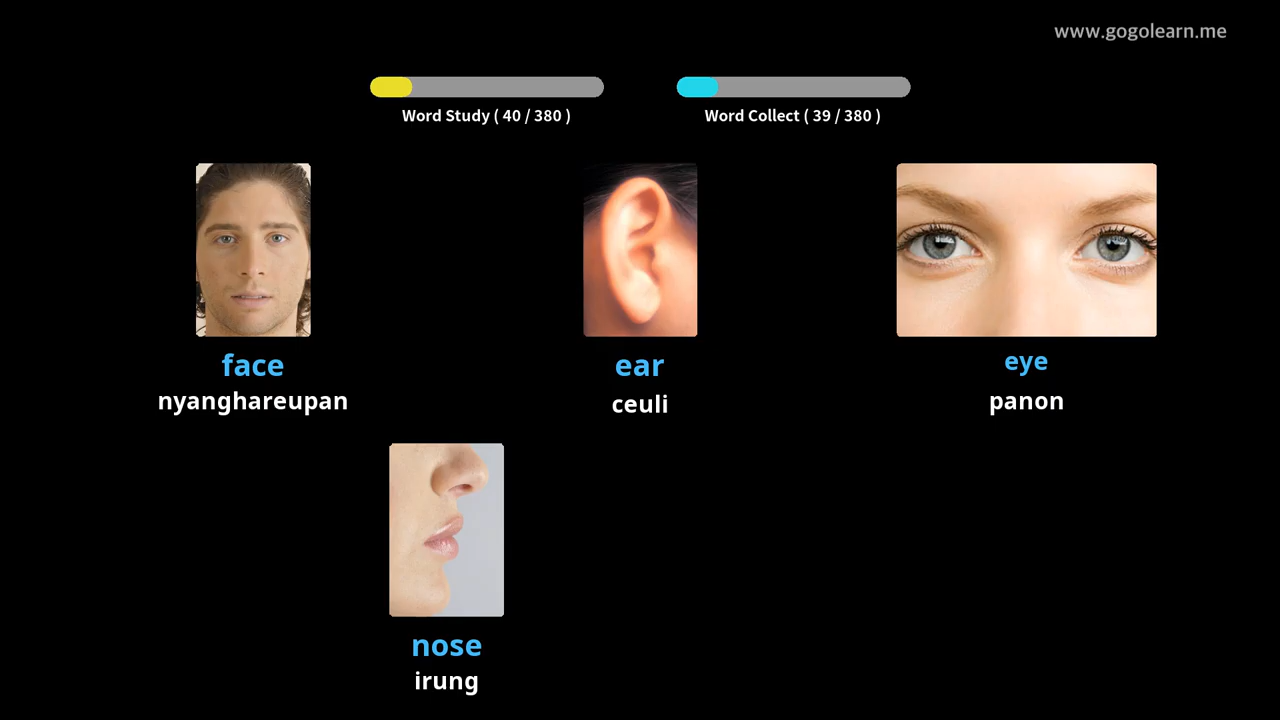 www.gogolearn.me
Word Study ( 40 / 380 )
Word Collect ( 39 / 380 )
face
nyanghareupan
ear
ceuli
eye
panon
nose
irung